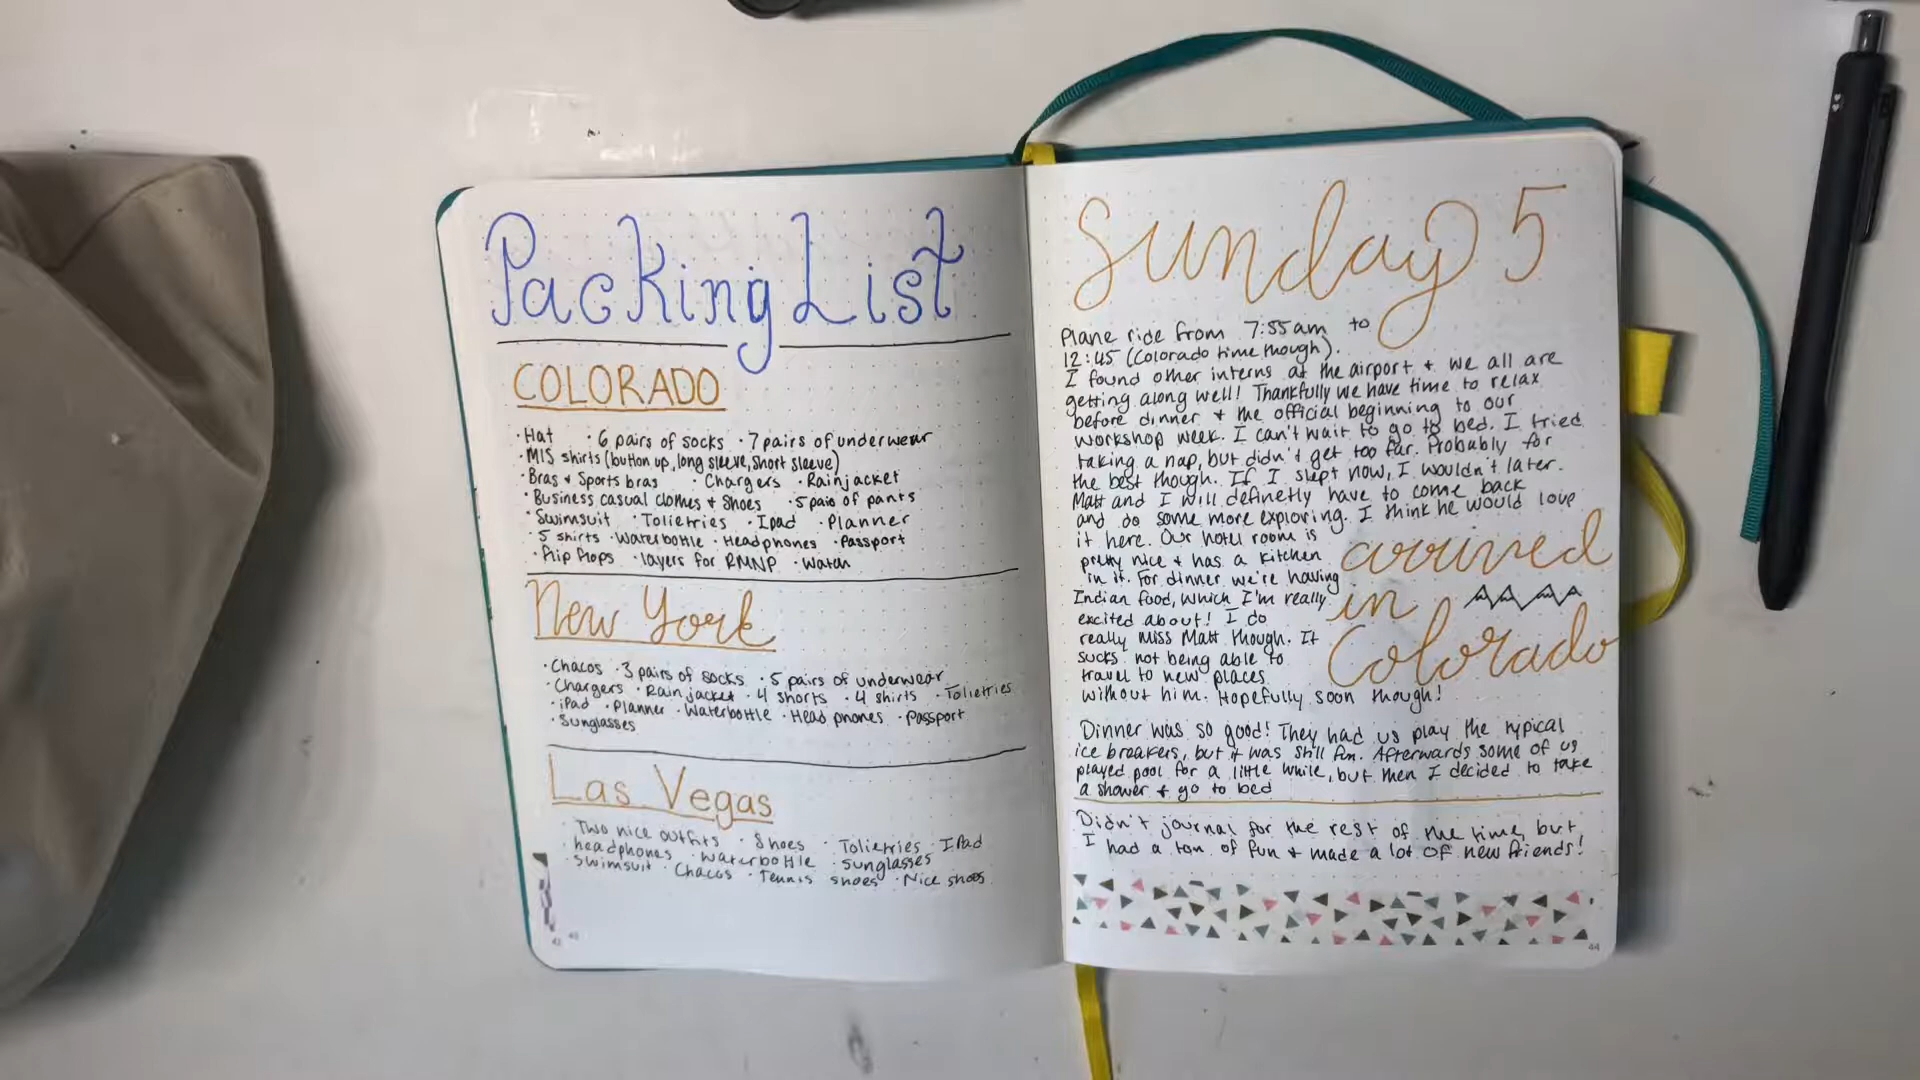 Packing List
COLORADO
· Hat · 6 pairs of socks · 7 pairs of underwear
· MIS shirts (button up, long sleeve, short sleeve)
· Bras + Sports bras · Chargers · Rainjacket
· Business casual clothes + Shoes · 5 pair of pants
· Swimsuit · Tolietries · Ipad · Planner
· 5 shirts · Waterbottle · Headphones · Passport
· flip flops · layers for RMNP · Watch
New York
· Chacos · 3 pairs of socks · 5 pairs of underwear
· Chargers · Rain jacket · 4 shorts · 4 shirts · Tolietries
· iPad · Planner · Waterbottle · Head phones · Passport
· Sunglasses
Las Vegas
· Two nice outfits · Shoes · Tolietries · IPad
· headphones · Waterbottle · Sunglasses
· Swimsuit · Chacos · Tennis shoes · Nice shoes
43
Sunday 5
Plane ride from 7:55am to
12:45 (Colorado time though).
I found other interns at the airport + we all are
getting along well! Thankfully we have time to relax
before dinner + the official beginning to our
workshop week. I can't wait to go to bed. I tried
taking a nap, but didn't get too far. Probably for
the best though. If I slept now, I wouldn't later.
Matt and I will definetly have to come back
and do some more exploring. I think he would love
it here. Our hotel room is
pretty nice + has a kitchen
in it. For dinner we're having
Indian food, which I'm really
excited about! I do
really miss Matt though. It
sucks not being able to
travel to new places
without him. Hopefully soon though!
arrived
in
Colorado
Dinner was so good! They had us play the typical
ice breakers, but it was still fun. Afterwards some of us
played pool for a little while, but then I decided to take
a shower + go to bed
Didn't journal for the rest of the time, but
I had a ton of fun + made a lot of new friends!
44